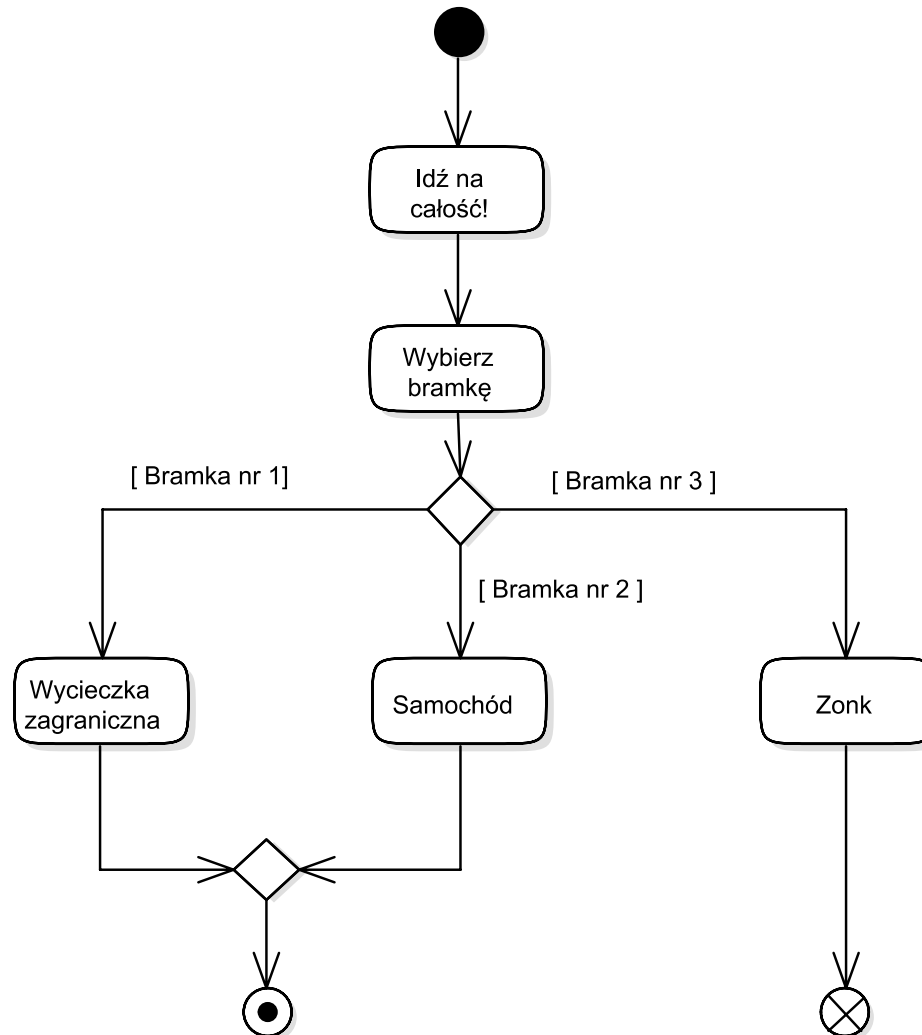 Idź na
całość!
Wybierz
bramkę
[ Bramka nr 1]
[ Bramka nr 3 ]
[ Bramka nr 2 ]
Wycieczka
zagraniczna
Samochód
Zonk